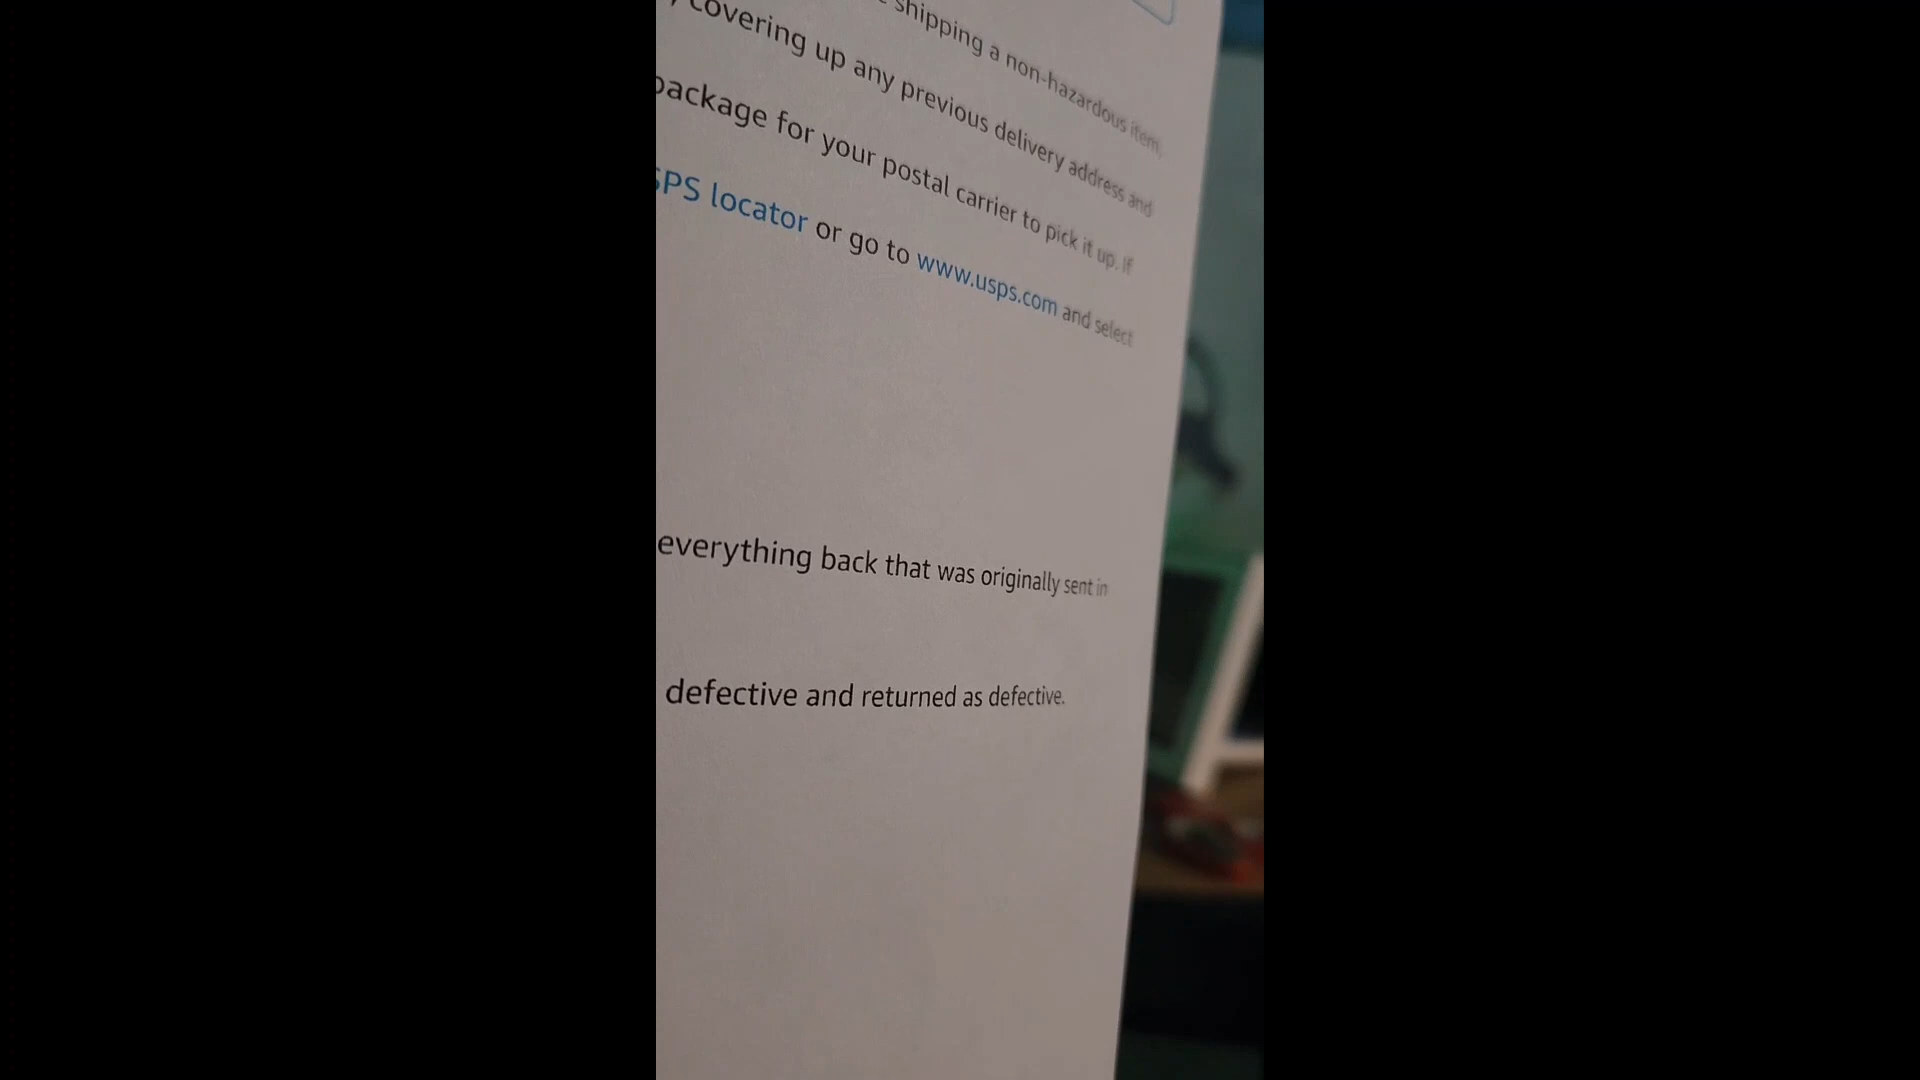 shipping a non-hazardous item,
covering up any previous delivery address and
package for your postal carrier to pick it up. If
SPS locator or go to www.usps.com and select
everything back that was originally sent in
defective and returned as defective.